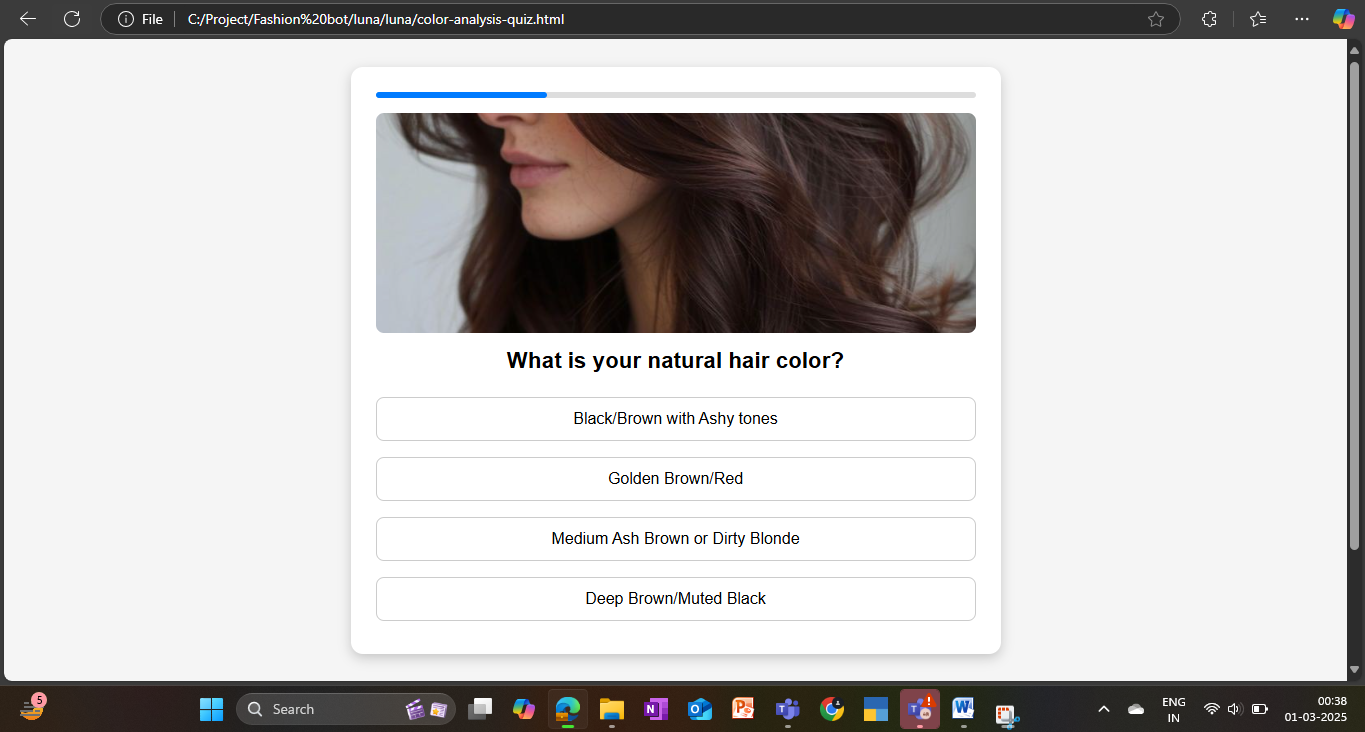 File
C:/Project/Fashion%20bot/luna/luna/color-analysis-quiz.html
What is your natural hair color?
Black/Brown with Ashy tones
Golden Brown/Red
Medium Ash Brown or Dirty Blonde
Deep Brown/Muted Black
5
Search
N
O
P
T
T
W
ENG
IN
00:38
01-03-2025